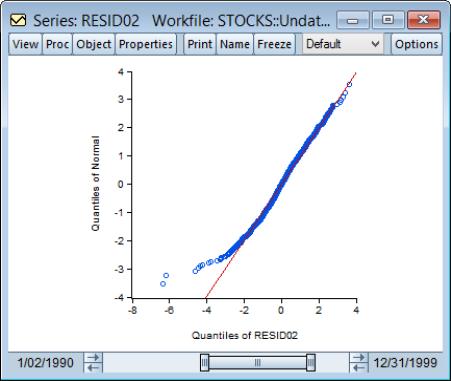 Series: RESID02 Workfile: STOCKS::Undat...
View Proc Object Properties Print Name Freeze Default Options
4
3
2
1
0
-1
-2
-3
-4
-8 -6 -4 -2 0 2 4
Quantiles of Normal
Quantiles of RESID02
1/02/1990 12/31/1999